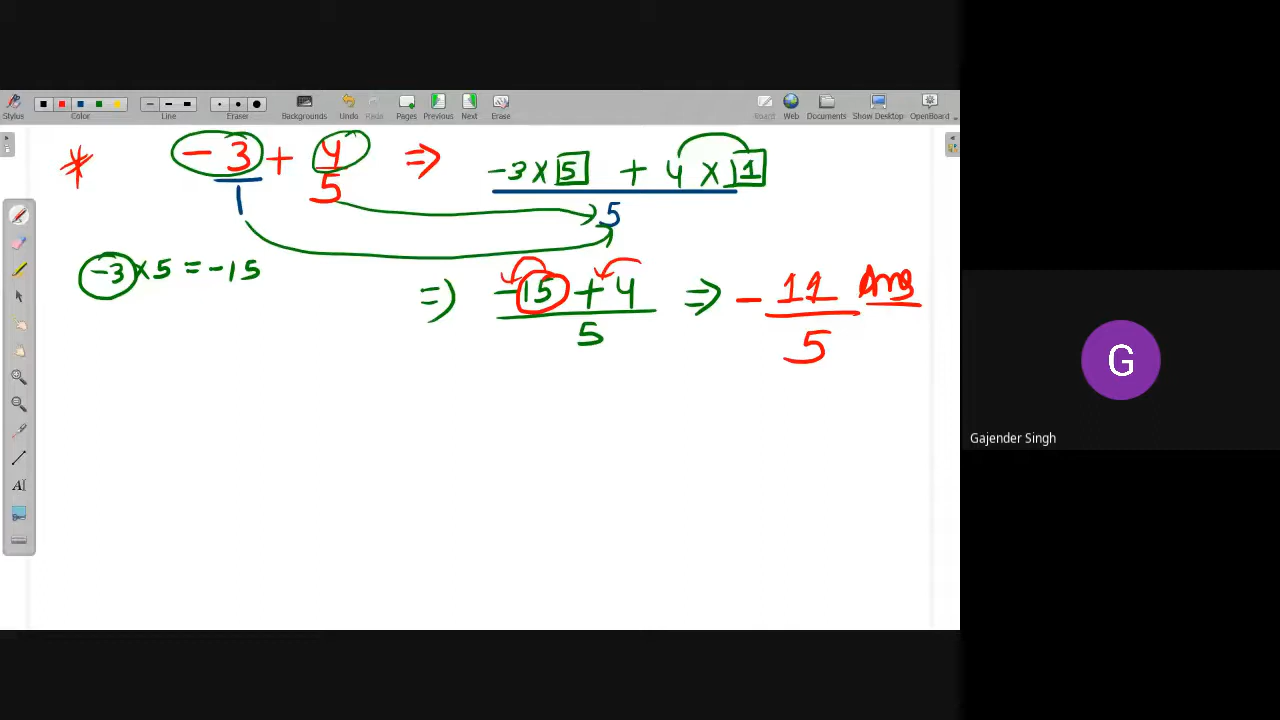 Stylus Color Line Eraser Backgrounds Undo Redo Pages Previous Next Erase Board Web Documents Show Desktop OpenBoard
* -3/1 + 4/5 ⇒ (-3 × 5 + 4 × 1)/5
-3 × 5 = -15
⇒ (-15 + 4)/5 ⇒ -11/5 Ans
G
Gajender Singh